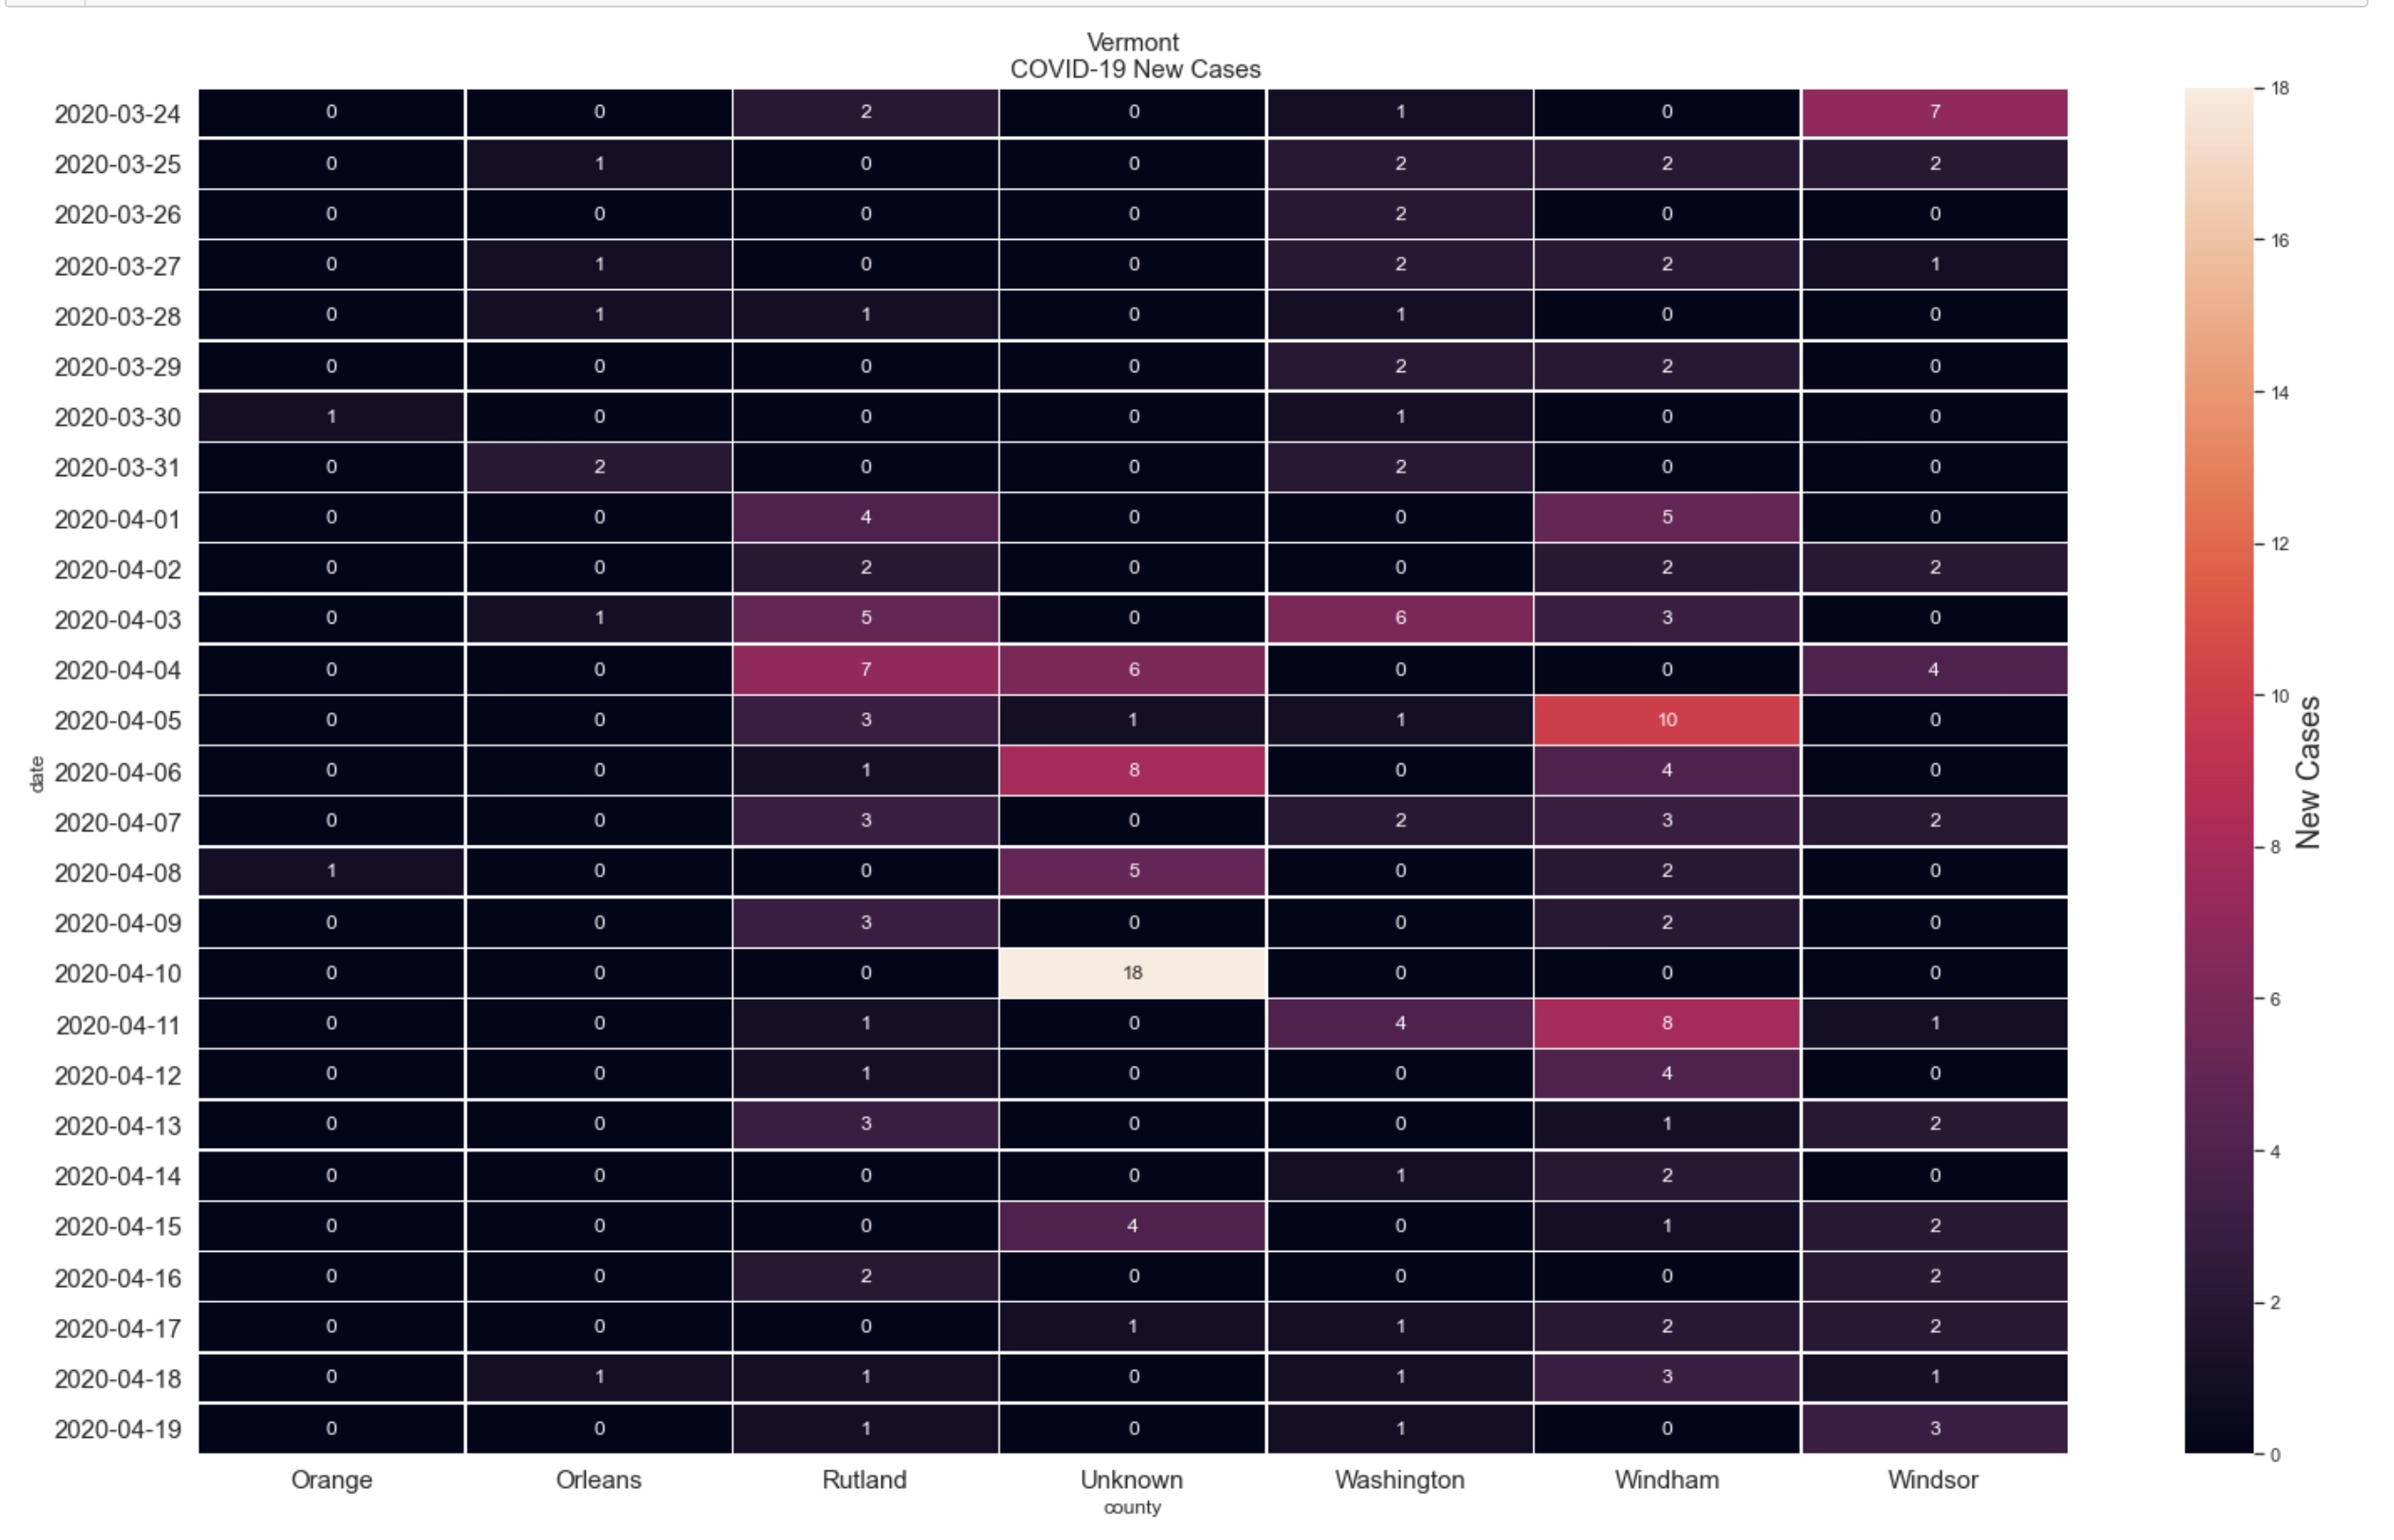 Vermont
COVID-19 New Cases
2020-03-24 0 0 2 0 1 0 7
2020-03-25 0 1 0 0 2 2 2
2020-03-26 0 0 0 0 2 0 0
2020-03-27 0 1 0 0 2 2 1
2020-03-28 0 1 1 0 1 0 0
2020-03-29 0 0 0 0 2 2 0
2020-03-30 1 0 0 0 1 0 0
2020-03-31 0 2 0 0 2 0 0
2020-04-01 0 0 4 0 0 5 0
2020-04-02 0 0 2 0 0 2 2
2020-04-03 0 1 5 0 6 3 0
2020-04-04 0 0 7 6 0 0 4
2020-04-05 0 0 3 1 1 10 0
2020-04-06 0 0 1 8 0 4 0
2020-04-07 0 0 3 0 2 3 2
2020-04-08 1 0 0 5 0 2 0
2020-04-09 0 0 3 0 0 2 0
2020-04-10 0 0 0 18 0 0 0
2020-04-11 0 0 1 0 4 8 1
2020-04-12 0 0 1 0 0 4 0
2020-04-13 0 0 3 0 0 1 2
2020-04-14 0 0 0 0 1 2 0
2020-04-15 0 0 0 4 0 1 2
2020-04-16 0 0 2 0 0 0 2
2020-04-17 0 0 0 1 1 2 2
2020-04-18 0 1 1 0 1 3 1
2020-04-19 0 0 1 0 1 0 3
Orange Orleans Rutland Unknown Washington Windham Windsor
county
date
18
16
14
12
10
8
6
4
2
0
New Cases